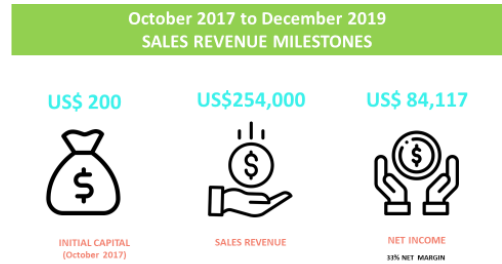 October 2017 to December 2019
SALES REVENUE MILESTONES
US$ 200
US$254,000
US$ 84,117
$
$
$
INITIAL CAPITAL
(October 2017)
SALES REVENUE
NET INCOME
33% NET MARGIN